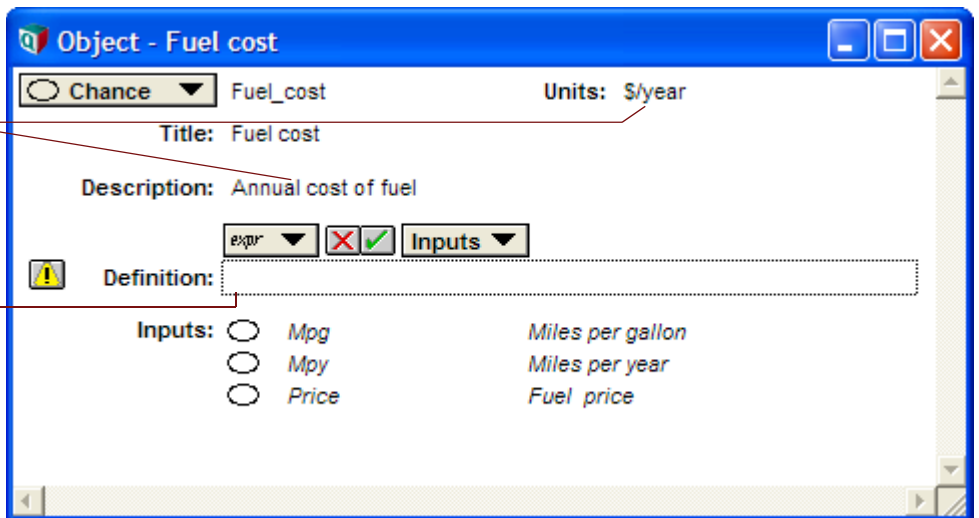 Object - Fuel cost
Chance Fuel_cost Units: $/year
Title: Fuel cost
Description: Annual cost of fuel
expr Inputs
Definition:
Inputs: Mpg Miles per gallon
Mpy Miles per year
Price Fuel price